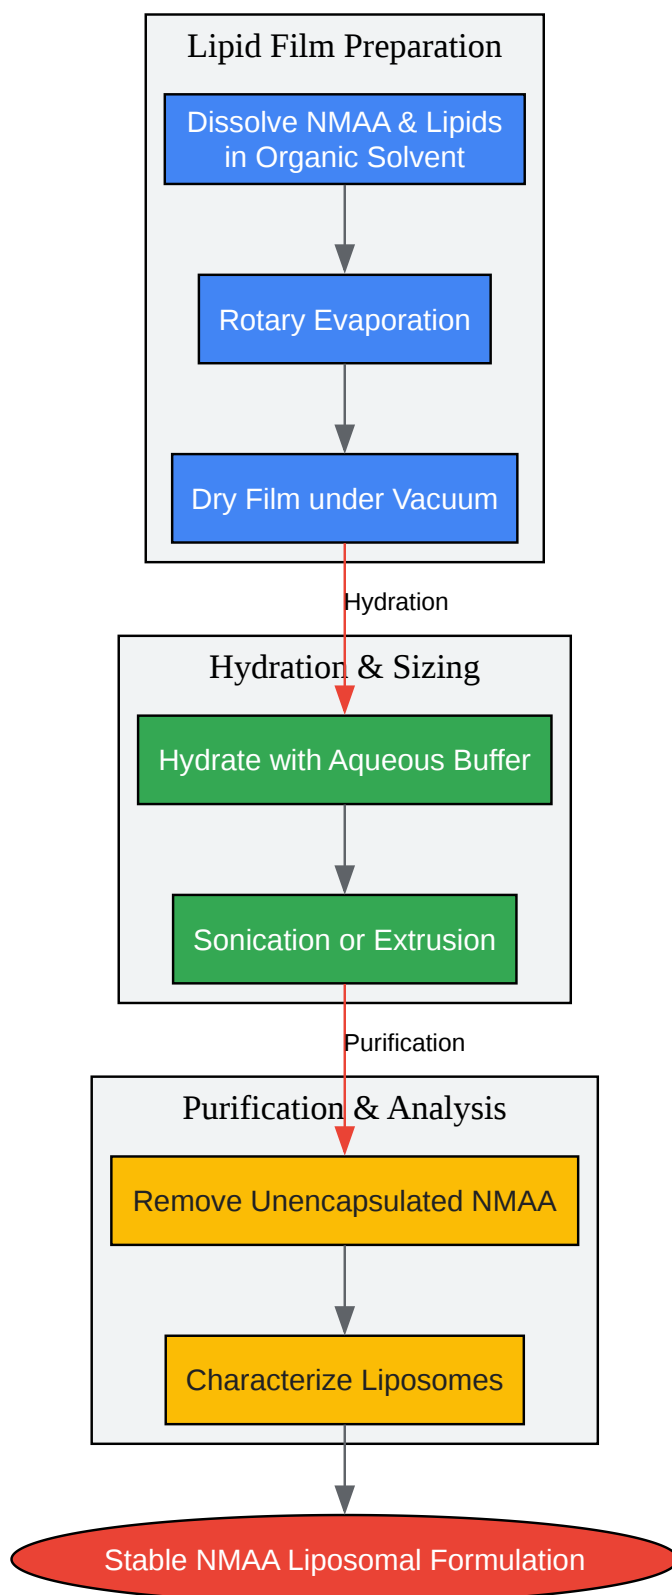 Lipid Film Preparation
Dissolve NMAA & Lipids
in Organic Solvent
Rotary Evaporation
Dry Film under Vacuum
Hydration
Hydration & Sizing
Hydrate with Aqueous Buffer
Sonication or Extrusion
Purification
Purification & Analysis
Remove Unencapsulated NMAA
Characterize Liposomes
Stable NMAA Liposomal Formulation